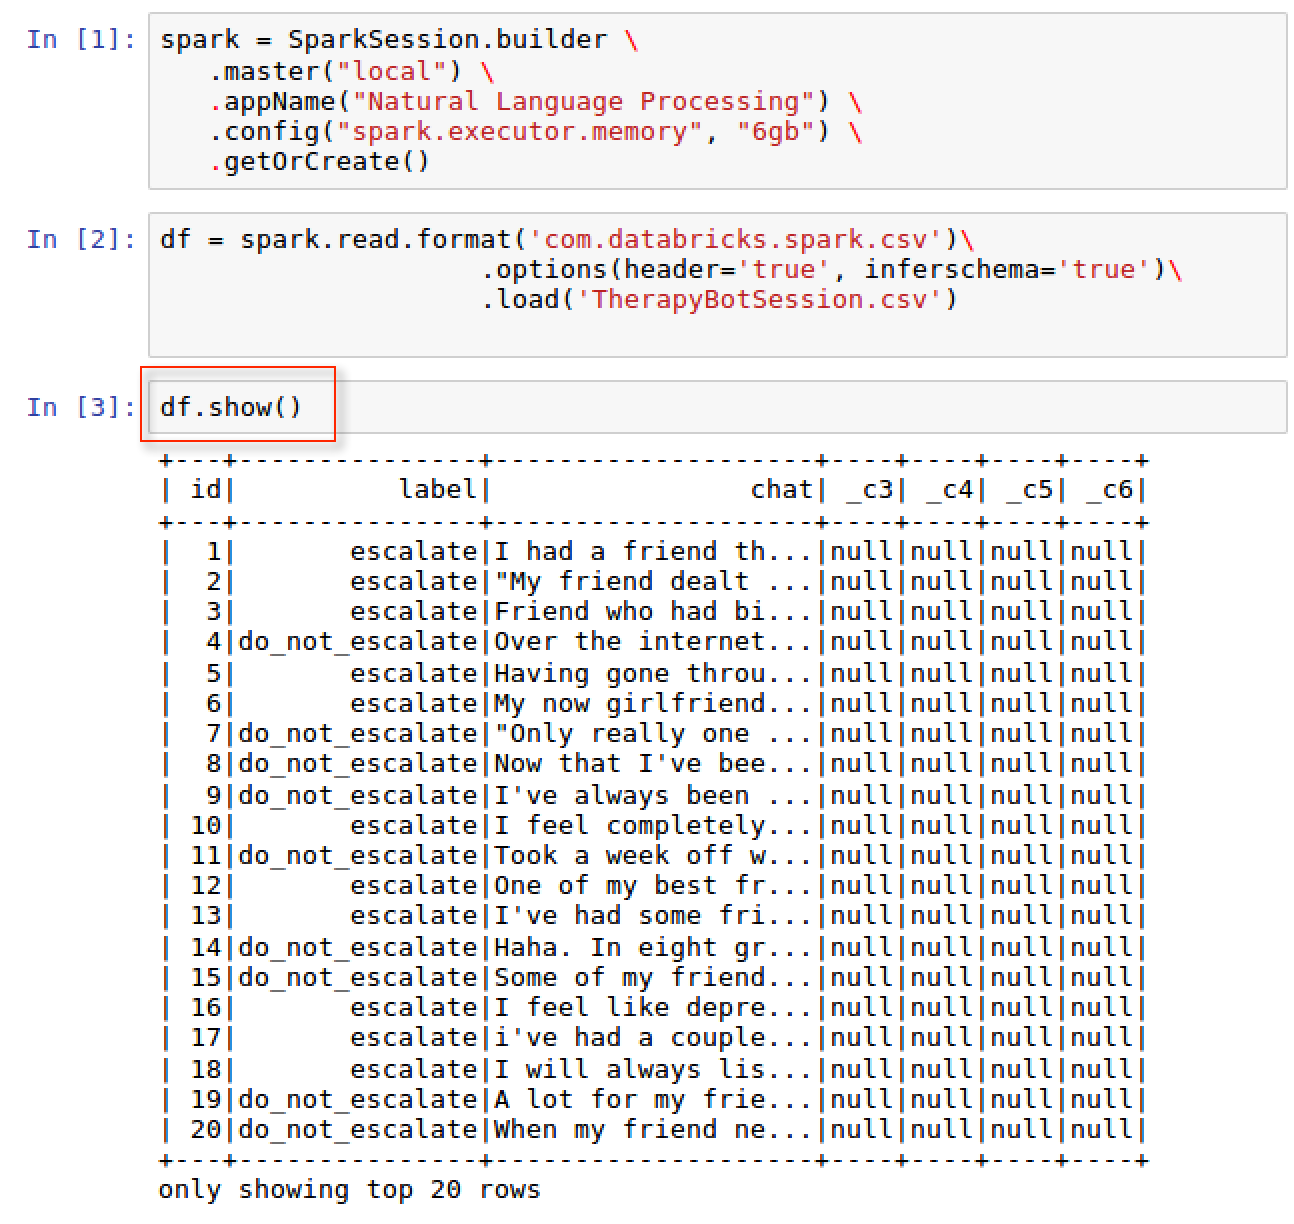 In [1]: spark = SparkSession.builder \
   .master("local") \
   .appName("Natural Language Processing") \
   .config("spark.executor.memory", "6gb") \
   .getOrCreate()
In [2]: df = spark.read.format('com.databricks.spark.csv')\
                    .options(header='true', inferschema='true')\
                    .load('TherapyBotSession.csv')
In [3]: df.show()
+---+---------------+--------------------+----+----+----+----+
| id|          label|                chat| _c3| _c4| _c5| _c6|
+---+---------------+--------------------+----+----+----+----+
|  1|       escalate|I had a friend th...|null|null|null|null|
|  2|       escalate|"My friend dealt ...|null|null|null|null|
|  3|       escalate|Friend who had bi...|null|null|null|null|
|  4|do_not_escalate|Over the internet...|null|null|null|null|
|  5|       escalate|Having gone throu...|null|null|null|null|
|  6|       escalate|My now girlfriend...|null|null|null|null|
|  7|do_not_escalate|"Only really one ...|null|null|null|null|
|  8|do_not_escalate|Now that I've bee...|null|null|null|null|
|  9|do_not_escalate|I've always been ...|null|null|null|null|
| 10|       escalate|I feel completely...|null|null|null|null|
| 11|do_not_escalate|Took a week off w...|null|null|null|null|
| 12|       escalate|One of my best fr...|null|null|null|null|
| 13|       escalate|I've had some fri...|null|null|null|null|
| 14|do_not_escalate|Haha. In eight gr...|null|null|null|null|
| 15|do_not_escalate|Some of my friend...|null|null|null|null|
| 16|       escalate|I feel like depre...|null|null|null|null|
| 17|       escalate|i've had a couple...|null|null|null|null|
| 18|       escalate|I will always lis...|null|null|null|null|
| 19|do_not_escalate|A lot for my frie...|null|null|null|null|
| 20|do_not_escalate|When my friend ne...|null|null|null|null|
+---+---------------+--------------------+----+----+----+----+
only showing top 20 rows